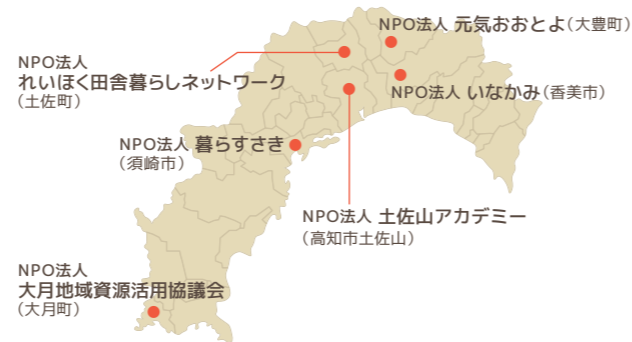 NPO法人 元気おおとよ（大豊町）
NPO法人
れいほく田舎暮らしネットワーク
（土佐町）
NPO法人 いなかみ（香美市）
NPO法人 暮らすさき
（須崎市）
NPO法人 土佐山アカデミー
（高知市土佐山）
NPO法人
大月地域資源活用協議会
（大月町）